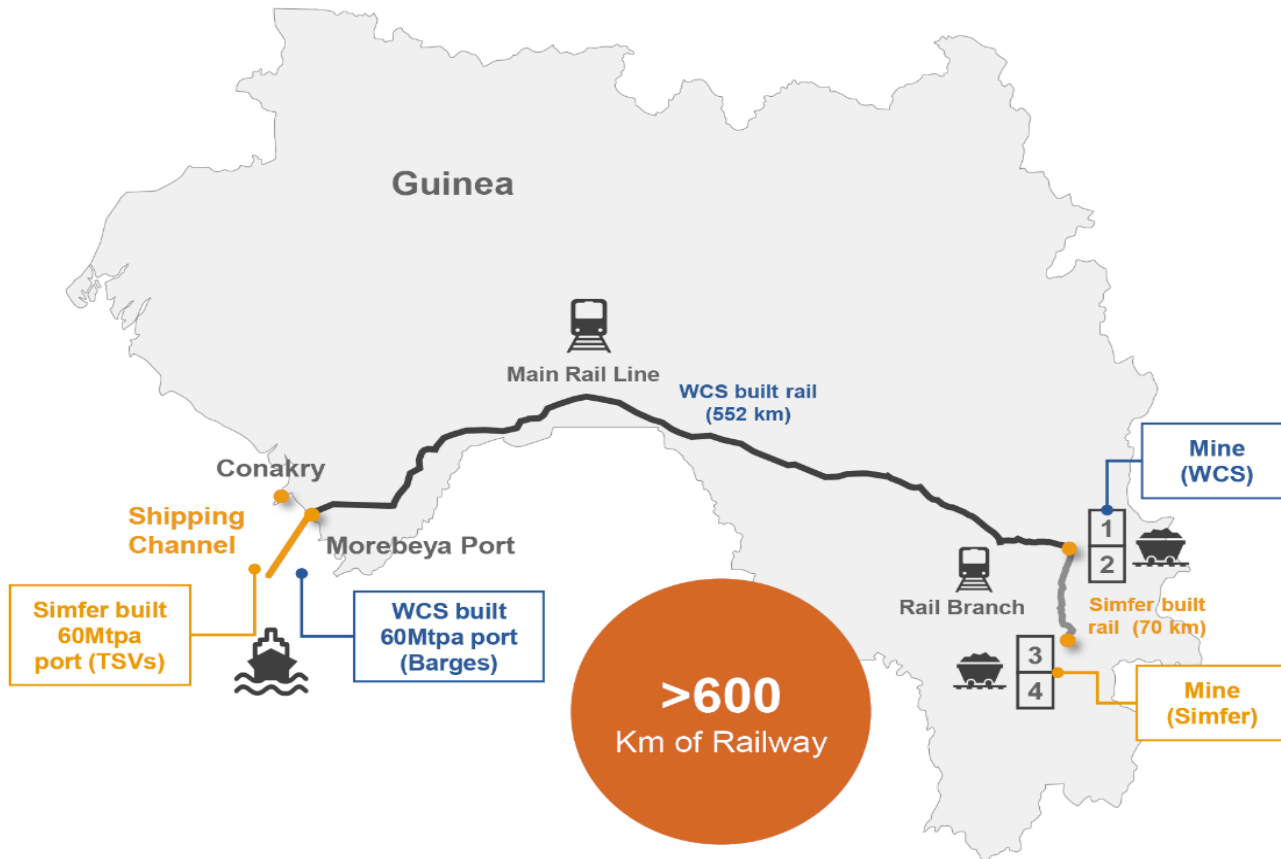 Guinea
Main Rail Line
WCS built rail
(552 km)
Mine
(WCS)
Conakry
1
Shipping
Channel
Morebeya Port
2
Rail Branch
Simfer built
60Mtpa
port (TSVs)
WCS built
60Mtpa port
(Barges)
Simfer built
rail (70 km)
3
4
>600
Km of Railway
Mine
(Simfer)